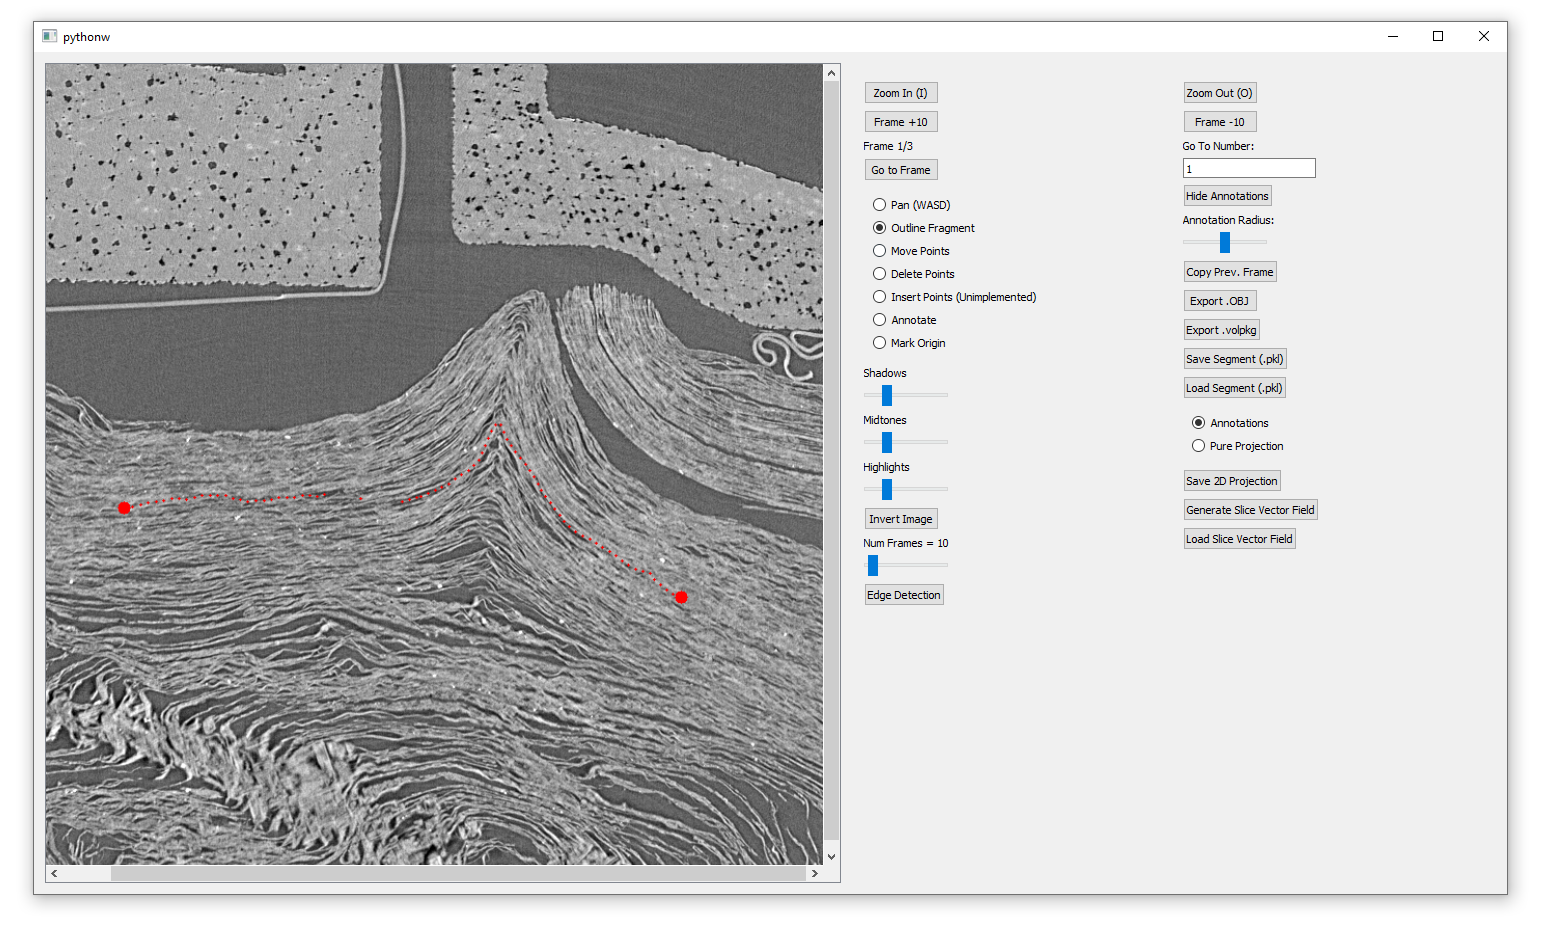 pythonw
Zoom In (I)
Zoom Out (O)
Frame +10
Frame -10
Frame 1/3
Go To Number:
Go to Frame
1
Hide Annotations
Pan (WASD)
Annotation Radius:
Outline Fragment
Move Points
Copy Prev. Frame
Delete Points
Insert Points (Unimplemented)
Export .OBJ
Annotate
Export .volpkg
Mark Origin
Save Segment (.pkl)
Shadows
Load Segment (.pkl)
Midtones
Annotations
Pure Projection
Highlights
Save 2D Projection
Invert Image
Generate Slice Vector Field
Num Frames = 10
Load Slice Vector Field
Edge Detection